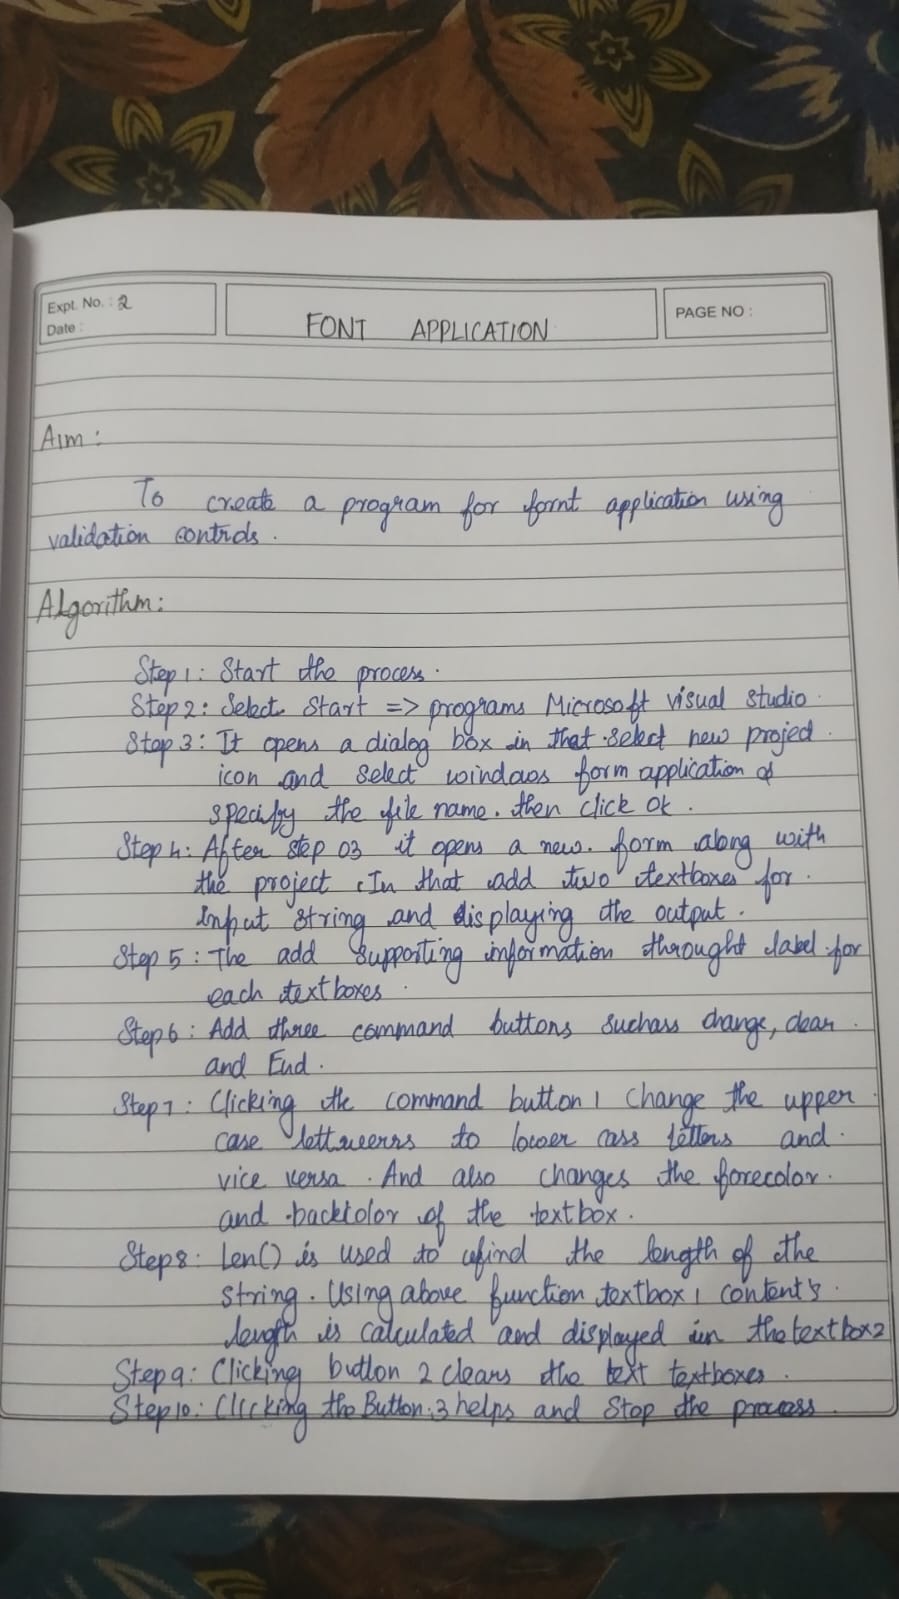 Expt. No. : 2
Date :
FONT APPLICATION
PAGE NO :
Aim :
To create a program for formt application using
validation controls.
Algorithm :
Step 1 : Start the process.
Step 2 : Select Start => programs Microsoft visual studio.
Step 3 : It opens a dialog box in that select new project
icon and select windows form application &
specify the file name. then click ok.
Step 4 : After step 03 it opens a new. form along with
the project. In that add two textboxes for.
Input string and displaying the output.
Step 5 : The add supporting information throught label for
each textboxes.
Step 6 : Add three command buttons suchass change, clear.
and End.
Step 7 : Clicking the command button 1 change the upper
case to lower cass letters and.
vice versa. And also changes the forecolor.
and backcolor of the textbox.
Step 8 : Len() is used to find the length of the
string. Using above function textbox 1 content's
length is calculated and displayed in the textbox2
Step 9 : Clicking button 2 clears the text textboxes.
Step 10 : Clicking the Button.3 helps and Stop the process.